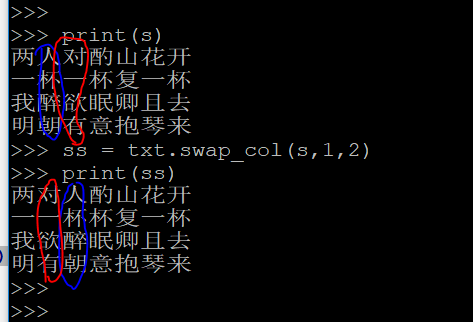 >>>
>>> print(s)
两人对酌山花开
一杯一杯复一杯
我醉欲眠卿且去
明朝有意抱琴来
>>> ss = txt.swap_col(s,1,2)
>>> print(ss)
两对人酌山花开
一一杯杯复一杯
我欲醉眠卿且去
明有朝意抱琴来
>>>
>>>